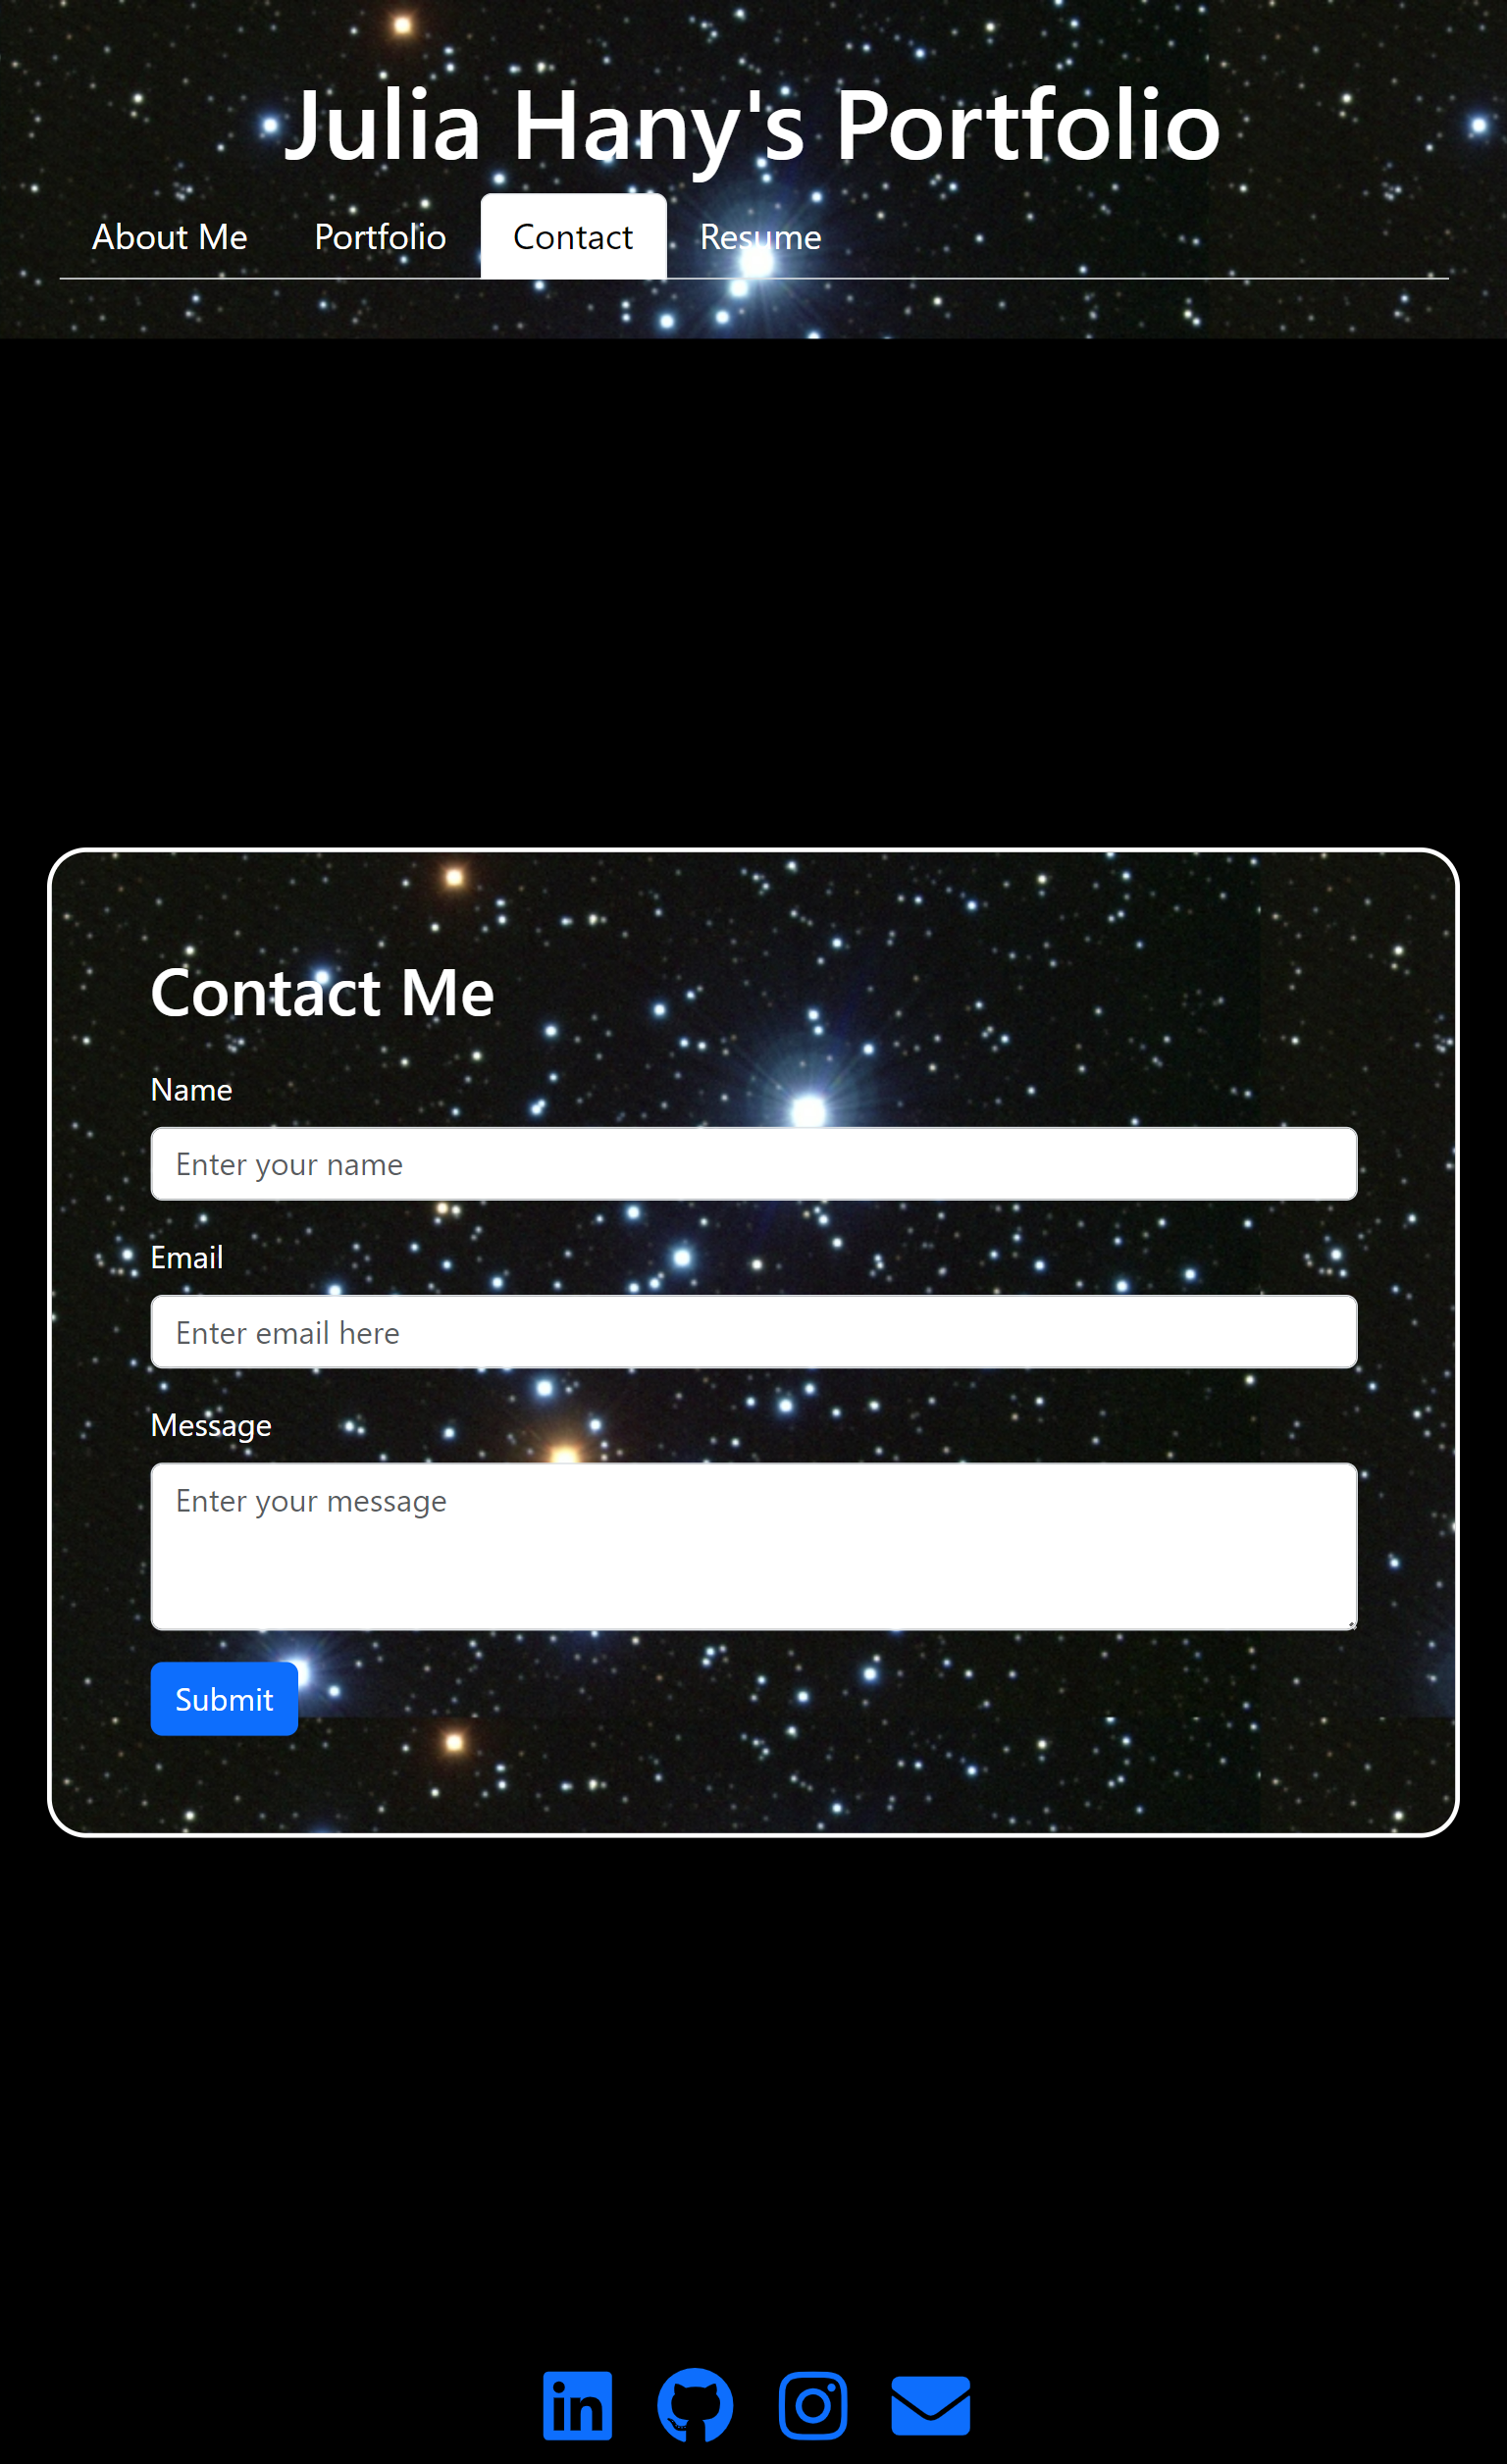 Julia Hany's Portfolio
About Me Portfolio Contact Resume
Contact Me
Name
Enter your name
Email
Enter email here
Message
Enter your message
Submit
in